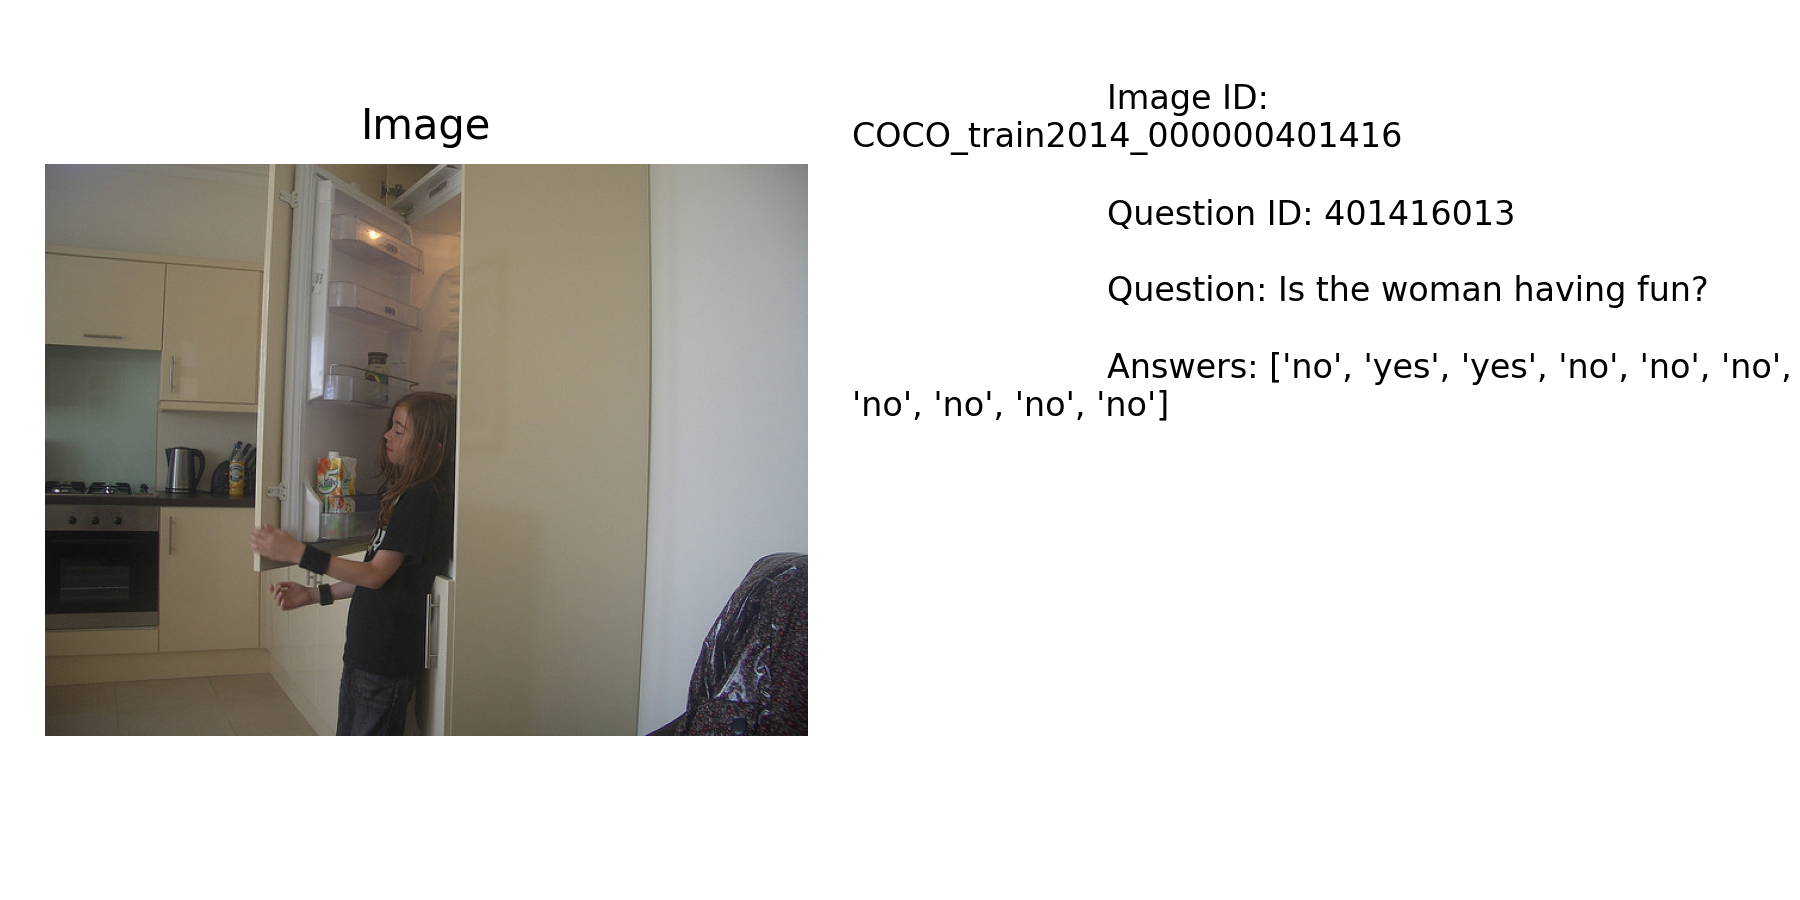 Image
Image ID:
COCO_train2014_000000401416
Question ID: 401416013
Question: Is the woman having fun?
Answers: ['no', 'yes', 'yes', 'no', 'no', 'no',
'no', 'no', 'no', 'no']